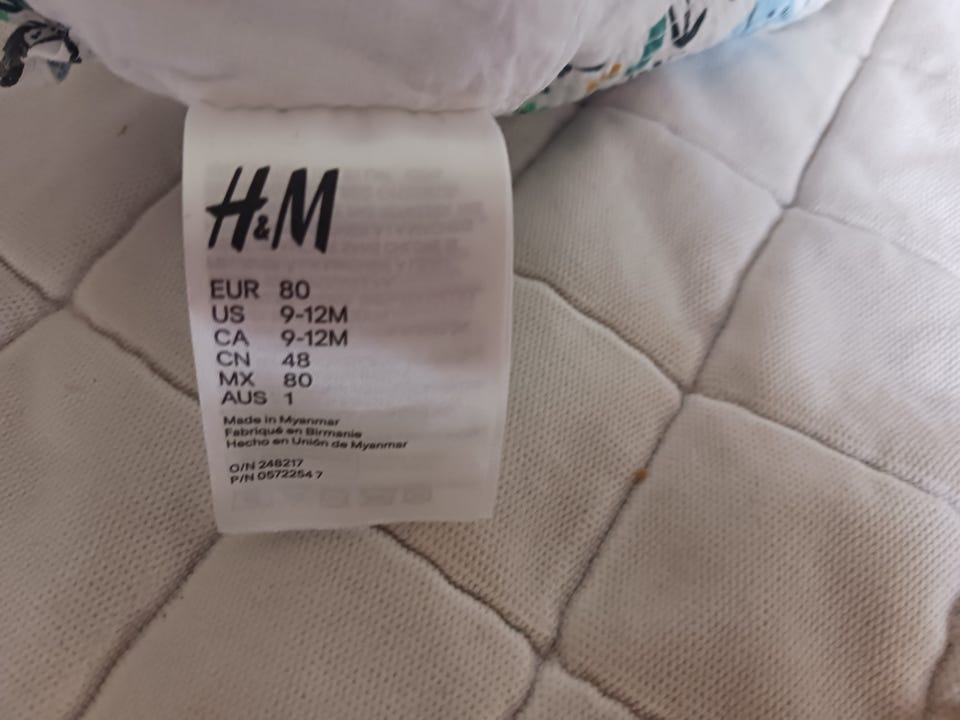 H&M
EUR 80
US 9-12M
CA 9-12M
CN 48
MX 80
AUS 1
Made in Myanmar
Fabriqué en Birmanie
Hecho en Unión de Myanmar
O/N 248217
P/N 0572254 7